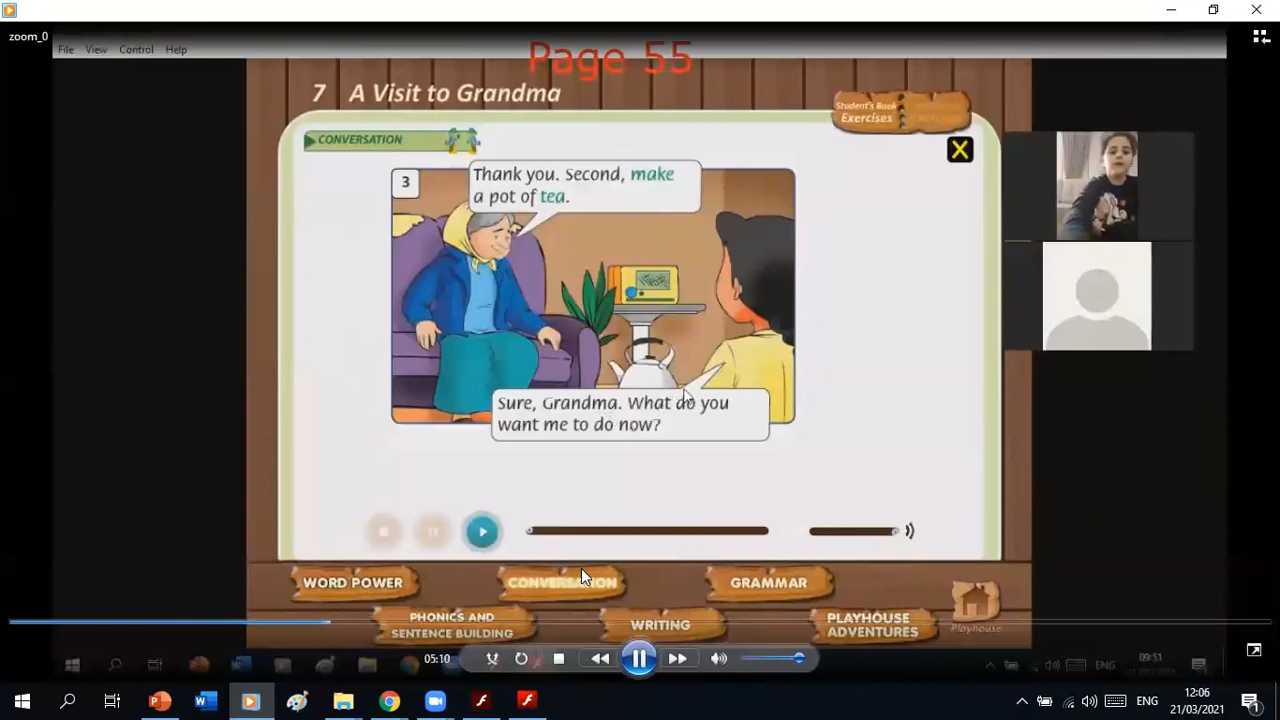 zoom_0
File View Control Help
Page 55
7 A Visit to Grandma
Student's Book
Exercises
CONVERSATION
X
3
Thank you. Second, make
a pot of tea.
Sure, Grandma. What do you
want me to do now?
WORD POWER
CONVERSATION
GRAMMAR
PHONICS AND
SENTENCE BUILDING
WRITING
PLAYHOUSE
ADVENTURES
Playhouse
05:10
ENG
09:51
ENG
12:06
21/03/2021
1